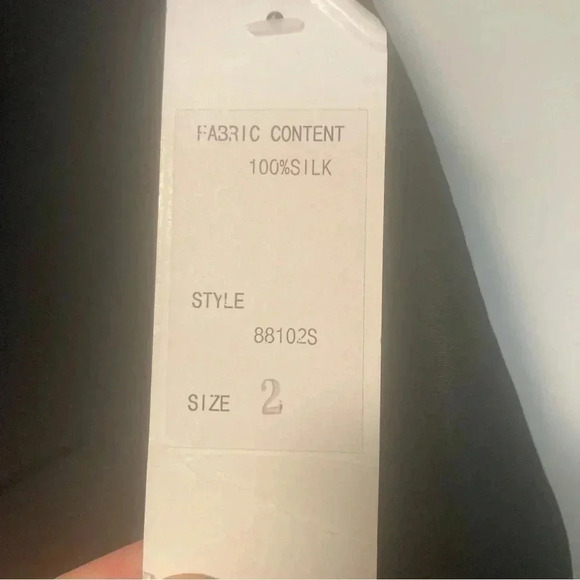 FABRIC CONTENT
100%SILK
STYLE
88102S
SIZE 2